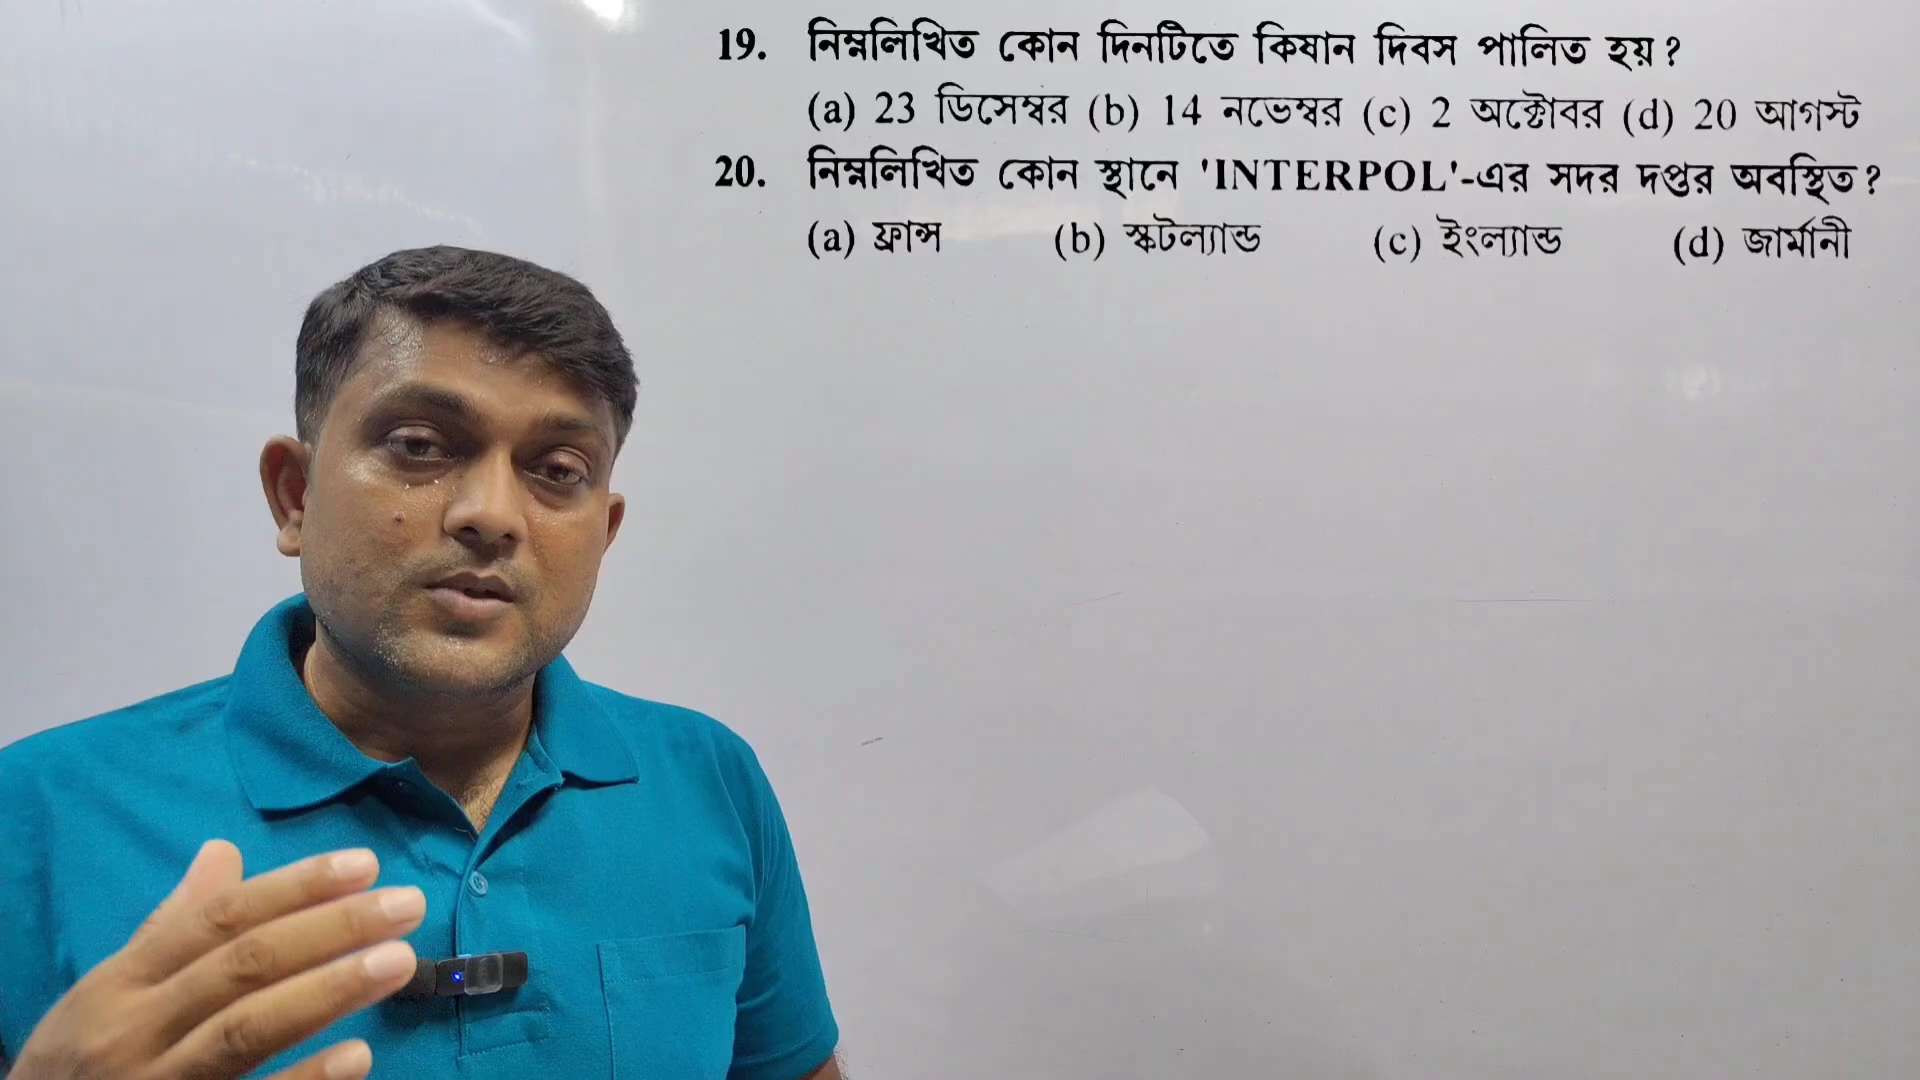 19. নিম্নলিখিত কোন দিনটিতে কিষান দিবস পালিত হয়?
(a) 23 ডিসেম্বর (b) 14 নভেম্বর (c) 2 অক্টোবর (d) 20 আগস্ট
20. নিম্নলিখিত কোন স্থানে 'INTERPOL'-এর সদর দপ্তর অবস্থিত?
(a) ফ্রান্স (b) স্কটল্যান্ড (c) ইংল্যান্ড (d) জার্মানী